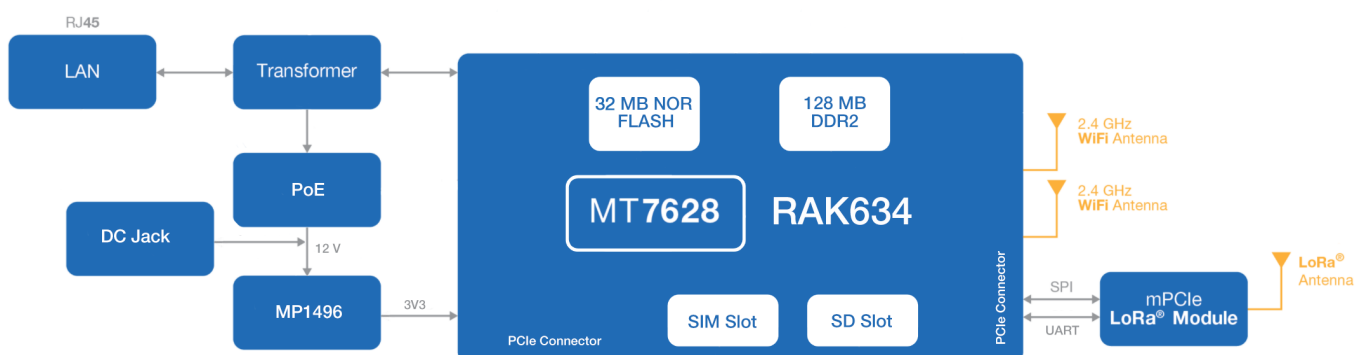 RJ45
LAN
Transformer
32 MB NOR
FLASH
128 MB
DDR2
2.4 GHz
WiFi Antenna
PoE
MT7628
RAK634
2.4 GHz
WiFi Antenna
DC Jack
12 V
MP1496
3V3
SIM Slot
SD Slot
PCIe Connector
PCIe Connector
SPI
UART
mPCIe
LoRa® Module
LoRa®
Antenna